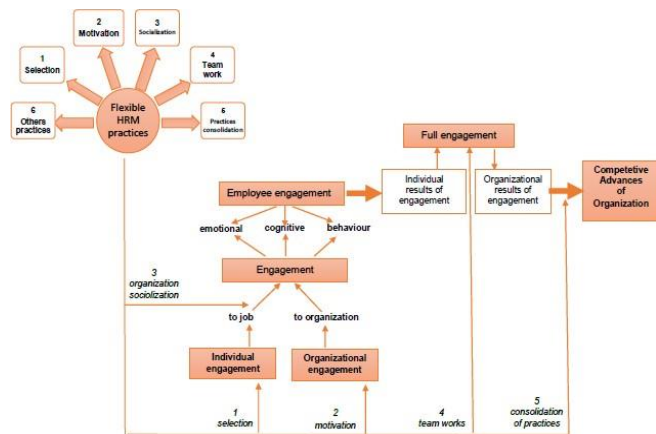 2
Motivation
3
Socialization
1
Selection
4
Team
work
6
Others
practices
Flexible
HRM
practices
6
Practices
consolidation
Full engagement
Employee engagement
Individual
results of
engagement
Organizational
results of
engagement
Competetive
Advances
of
Organization
emotional
cognitive
behaviour
Engagement
3
organization
sociolization
to job
to organization
Individual
engagement
Organizational
engagement
1
selection
2
motivation
4
team works
5
consolidation
of practices